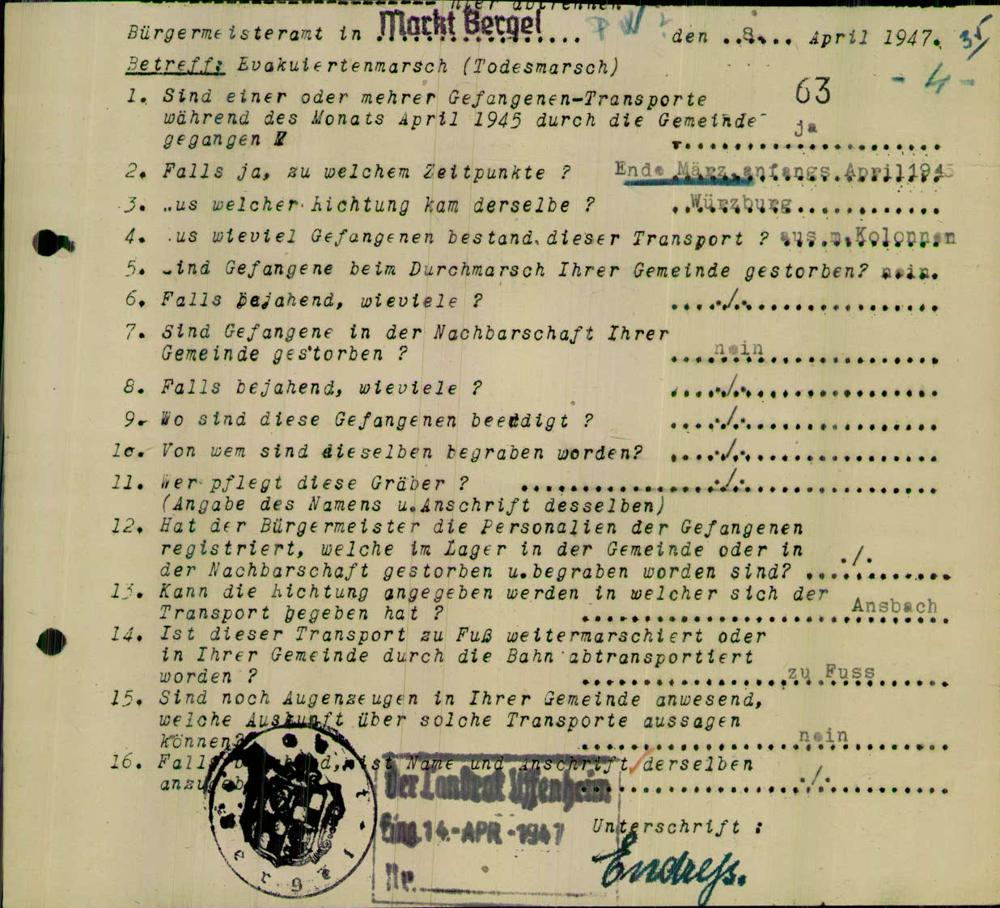 hier abtrennen
Bürgermeisteramt in Markt Bergel PW? den ..8.... April 1947. 35/
Betreff: Evakuiertenmarsch (Todesmarsch) - 4 -
63
1. Sind einer oder mehrer Gefangenen-Transporte
während des Monats April 1945 durch die Gemeinde ja
gegangen
2. Falls ja, zu welchem Zeitpunkte ? Ende März, anfangs April 1945
3. us welcher Richtung kam derselbe ? Würzburg
4. us wieviel Gefangenen bestand dieser Transport ? aus m. Kolonnen
5. ind Gefangene beim Durchmarsch Ihrer Gemeinde gestorben? nein.
6. Falls bejahend, wieviele ? ./.
7. Sind Gefangene in der Nachbarschaft Ihrer
Gemeinde gestorben ? nein
8. Falls bejahend, wieviele ? ./.
9. Wo sind diese Gefangenen beerdigt ? ./.
10. Von wem sind dieselben begraben worden? ./.
11. Wer pflegt diese Gräber ? ./.
(Angabe des Namens u.Anschrift desselben)
12. Hat der Bürgermeister die Personalien der Gefangenen
registriert, welche im Lager in der Gemeinde oder in
der Nachbarschaft gestorben u.begraben worden sind? ./.
13. Kann die Richtung angegeben werden in welcher sich der
Transport begeben hat ? Ansbach
14. Ist dieser Transport zu Fuß weitermarschiert oder
in Ihrer Gemeinde durch die Bahn abtransportiert
worden ? zu Fuss
15. Sind noch Augenzeugen in Ihrer Gemeinde anwesend,
welche Auskunft über solche Transporte aussagen
können? nein
16. Falls bejahend, ist Name und Anschrift derselben
./.
Der Landrat Uffenheim
Eing. 14. APR. 1947
Nr.
Unterschrift :
Endreß.